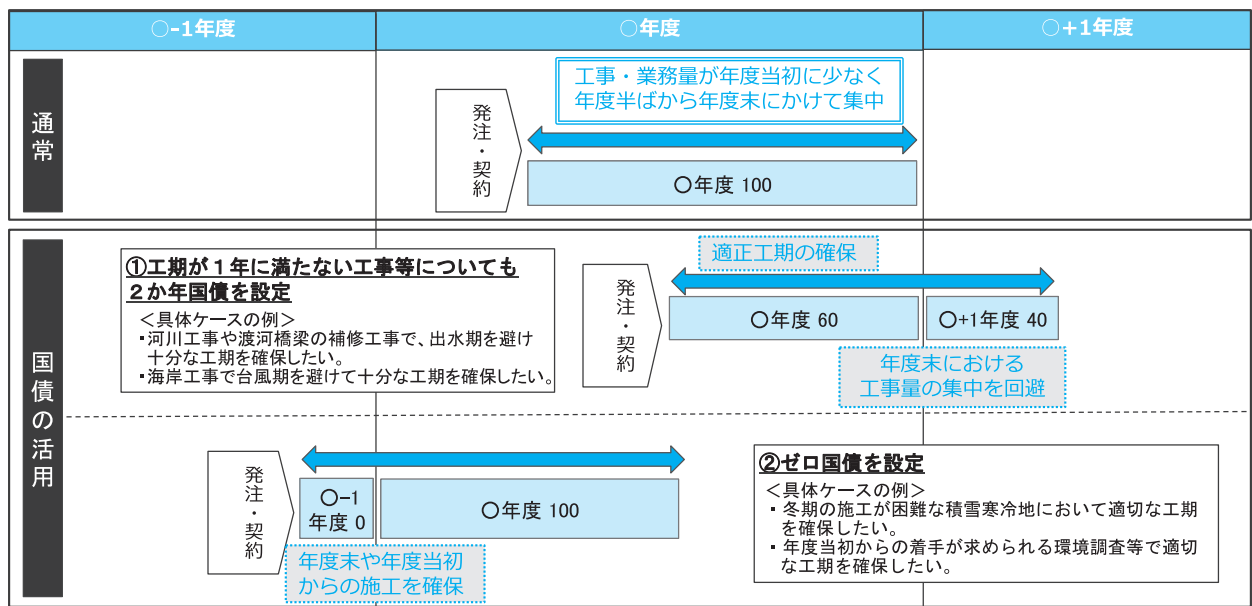 ○-1年度
○年度
○+1年度
通常
工事・業務量が年度当初に少なく
年度半ばから年度末にかけて集中
発注・契約
○年度 100
国債の活用
①工期が１年に満たない工事等についても
２か年国債を設定
＜具体ケースの例＞
・河川工事や渡河橋梁の補修工事で、出水期を避け
十分な工期を確保したい。
・海岸工事で台風期を避けて十分な工期を確保したい。
適正工期の確保
発注・契約
○年度 60
○+1年度 40
年度末における
工事量の集中を回避
発注・契約
○-1
年度 0
○年度 100
年度末や年度当初
からの施工を確保
②ゼロ国債を設定
＜具体ケースの例＞
・冬期の施工が困難な積雪寒冷地において適切な工期
を確保したい。
・年度当初からの着手が求められる環境調査等で適切
な工期を確保したい。